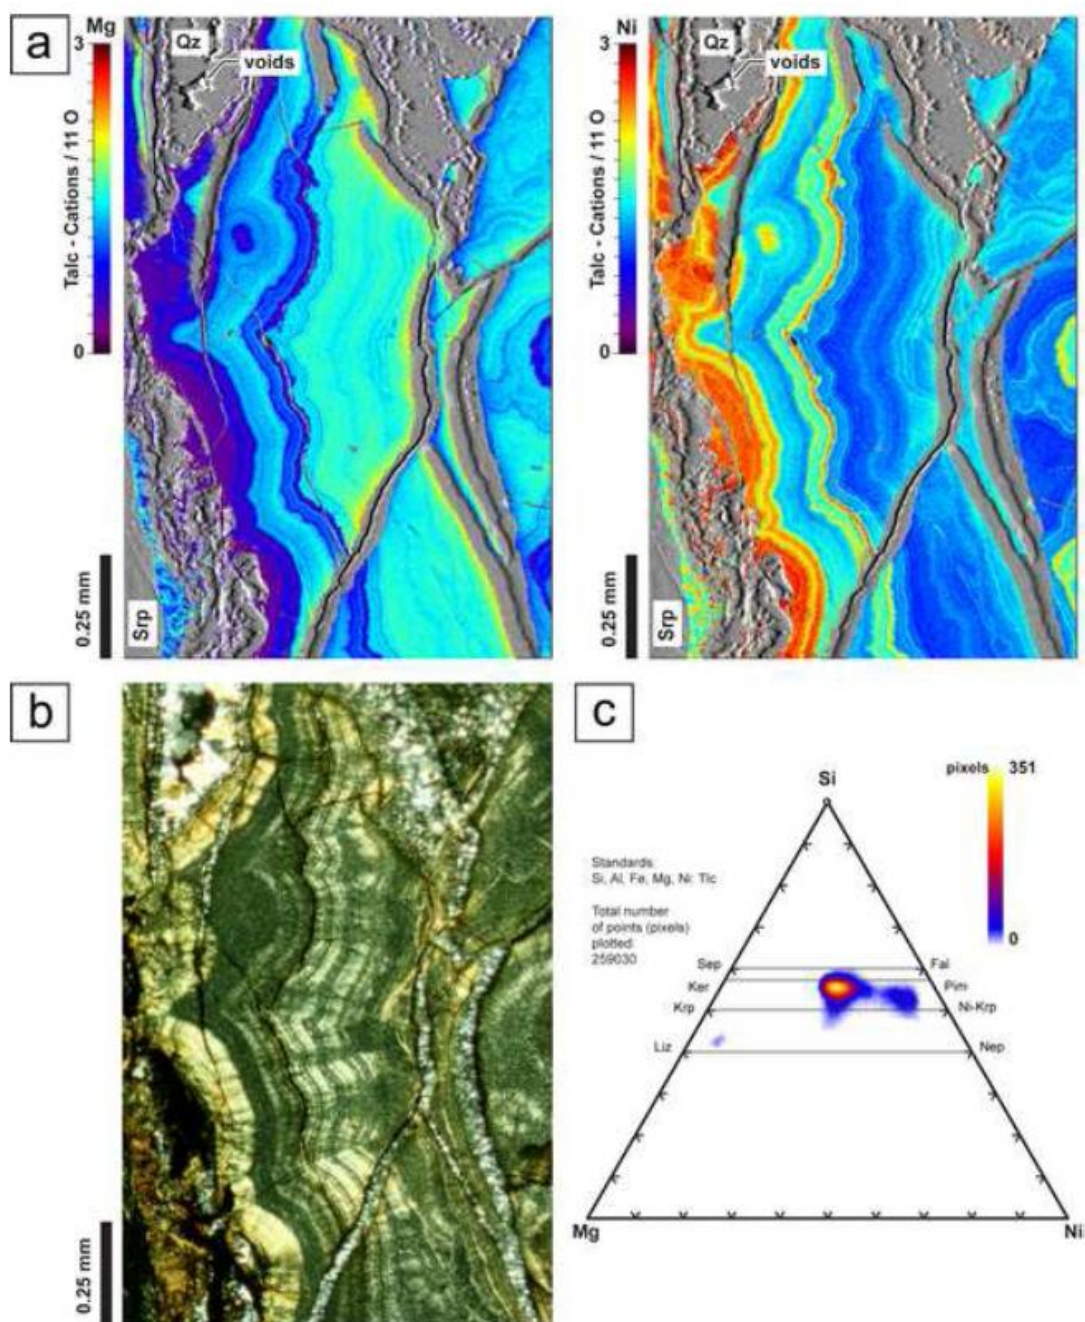 a
Mg
3
Talc - Cations / 11 O
0
Qz
voids
0.25 mm
Srp
Ni
3
Talc - Cations / 11 O
0
Qz
voids
0.25 mm
Srp
b
0.25 mm
c
pixels
351
0
Si
Standards
Si, Al, Fe, Mg, Ni: Tlc
Total number
of points (pixels)
plotted:
259030
Sep
Fal
Ker
Pim
Krp
Ni-Krp
Liz
Nep
Mg
Ni